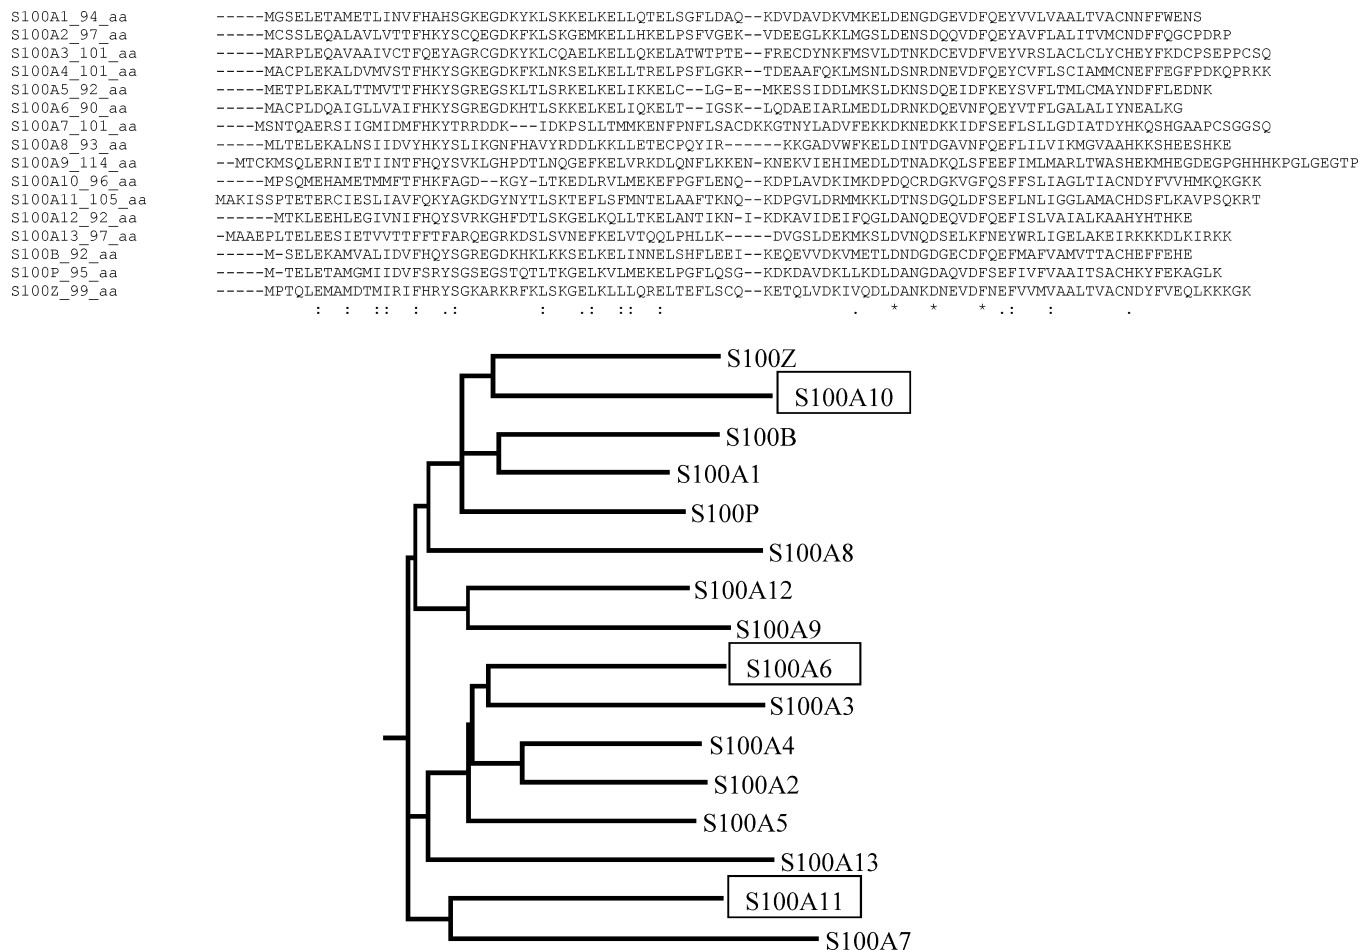 S100A1_94_aa -----MGSELETAMETLINVFHAHSGKEGDKYKLSKKELKELLQTELSGFLDAQ--KDVDAVDKVMKELDENGDGEVDFQEYVVLVAALTVACNNFFWENS
S100A2_97_aa -----MCSSLEQALAVLVTTFHKYSCQEGDKFKLSKGEMKELLHKELPSFVGEK--VDEEGLKKLMGSLDENSDQQVDFQEYAVFLALITVMCNDFFQGCPDRP
S100A3_101_aa -----MARPLEQAVAAIVCTFQEYAGRCGDKYKLCQAELKELLQKELATWTPTE--FRECDYNKFMSVLDTNKDCEVDFVEYVRSLACLCLYCHEYFKDCPSEPPCSQ
S100A4_101_aa -----MACPLEKALDVMVSTFHKYSGKEGDKFKLNKSELKELLTRELPSFLGKR--TDEAAFQKLMSNLDSNRDNEVDFQEYCVFLSCIAMMCNEFFEGFPDKQPRKK
S100A5_92_aa -----METPLEKALTTMVTTFHKYSGREGSKLTLSRKELKELIKKELC--LG-E--MKESSIDDLMKSLDKNSDQEIDFKEYSVFLTMLCMAYNDFFLEDNK
S100A6_90_aa -----MACPLDQAIGLLVAIFHKYSGREGDKHTLSKKELKELIQKELT--IGSK--LQDAEIARLMEDLDRNKDQEVNFQEYVTFLGALALIYNEALKG
S100A7_101_aa ----MSNTQAERSIIGMIDMFHKYTRRDDK---IDKPSLLTMMKENFPNFLSACDKKGTNYLADVFEKKDKNEDKKIDFSEFLSLLGDIATDYHKQSHGAAPCSGGSQ
S100A8_93_aa -----MLTELEKALNSIIDVYHKYSLIKGNFHAVYRDDLKKLLETECPQYIR------KKGADVWFKELDINTDGAVNFQEFLILVIKMGVAAHKKSHEESHKE
S100A9_114_aa --MTCKMSQLERNIETIINTFHQYSVKLGHPDTLNQGEFKELVRKDLQNFLKKEN-KNEKVIEHIMEDLDTNADKQLSFEEFIMLMARLTWASHEKMHEGDEGPGHHHKPGLGEGTP
S100A10_96_aa -----MPSQMEHAMETMMFTFHKFAGD--KGY-LTKEDLRVLMEKEFPGFLENQ--KDPLAVDKIMKDPDQCRDGKVGFQSFFSLIAGLTIACNDYFVVHMKQKGKK
S100A11_105_aa MAKISSPTETERCIESLIAVFQKYAGKDGYNYTLSKTEFLSFMNTELAAFTKNQ--KDPGVLDRMMKKLDTNSDGQLDFSEFLNLIGGLAMACHDSFLKAVPSQKRT
S100A12_92_aa ------MTKLEEHLEGIVNIFHQYSVRKGHFDTLSKGELKQLLTKELANTIKN-I-KDKAVIDEIFQGLDANQDEQVDFQEFISLVAIALKAAHYHTHKE
S100A13_97_aa -MAAEPLTELEESIETVVTTFFTFARQEGRKDSLSVNEFKELVTQQLPHLLK-----DVGSLDEKMKSLDVNQDSELKFNEYWRLIGELAKEIRKKKDLKIRKK
S100B_92_aa -----M-SELEKAMVALIDVFHQYSGREGDKHKLKKSELKELINNELSHFLEEI--KEQEVVDKVMETLDNDGDGECDFQEFMAFVAMVTTACHEFFEHE
S100P_95_aa -----M-TELETAMGMIIDVFSRYSGSEGSTQTLTKGELKVLMEKELPGFLQSG--KDKDAVDKLLKDLDANGDAQVDFSEFIVFVAAITSACHKYFEKAGLK
S100Z_99_aa -----MPTQLEMAMDTMIRIFHRYSGKARKRFKLSKGELKLLLQRELTEFLSCQ--KETQLVDKIVQDLDANKDNEVDFNEFVVMVAALTVACNDYFVEQLKKKGK
: : :: : .: : .: :: : . * * * .: : .
S100Z
S100A10
S100B
S100A1
S100P
S100A8
S100A12
S100A9
S100A6
S100A3
S100A4
S100A2
S100A5
S100A13
S100A11
S100A7